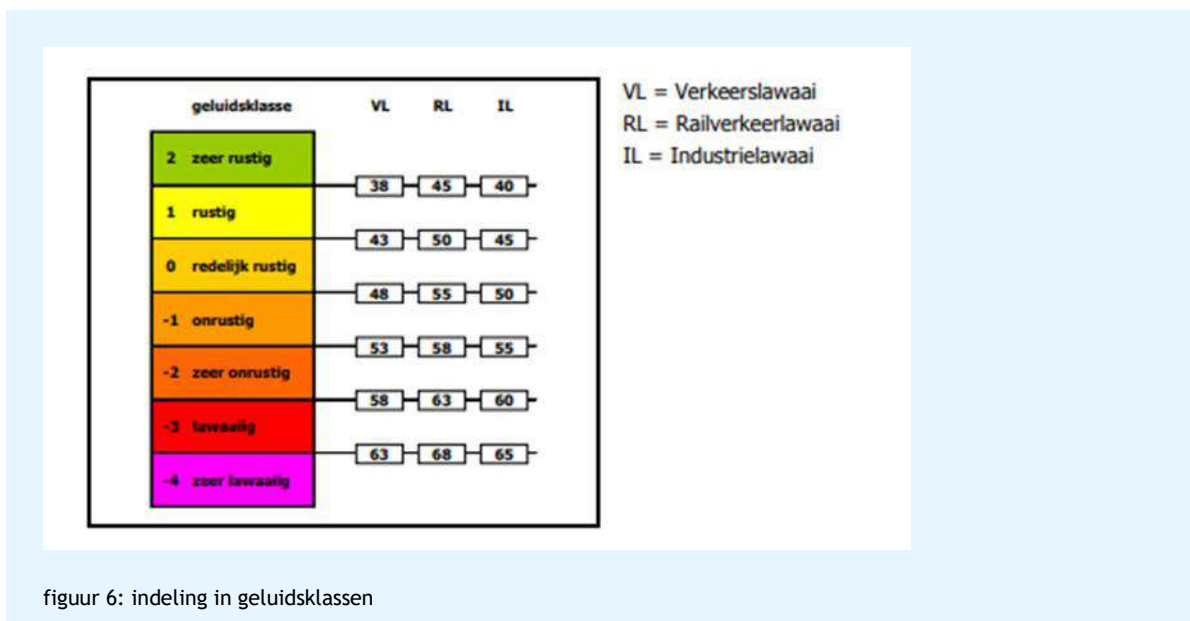 geluidsklasse VL RL IL
2 zeer rustig
38 45 40
1 rustig
43 50 45
0 redelijk rustig
48 55 50
-1 onrustig
53 58 55
-2 zeer onrustig
58 63 60
-3 lawaaiig
63 68 65
-4 zeer lawaaiig
VL = Verkeerslawaai
RL = Railverkeerlawaai
IL = Industrielawaai
figuur 6: indeling in geluidsklassen